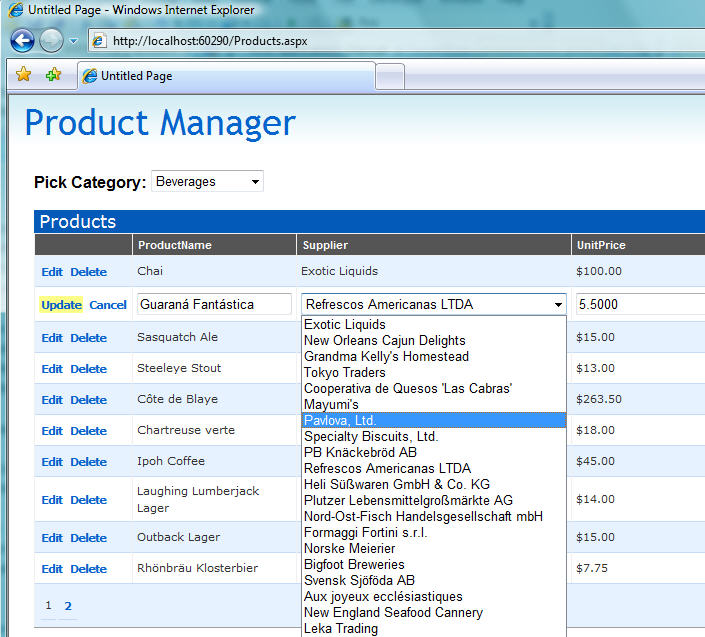 Untitled Page - Windows Internet Explorer
http://localhost:60290/Products.aspx
Untitled Page
Product Manager
Pick Category: Beverages
Products
ProductName Supplier UnitPrice
Edit Delete Chai Exotic Liquids $100.00
Update Cancel Guaraná Fantástica Refrescos Americanas LTDA 5.5000
Exotic Liquids
Edit Delete Sasquatch Ale New Orleans Cajun Delights $15.00
Grandma Kelly's Homestead
Edit Delete Steeleye Stout Tokyo Traders $13.00
Cooperativa de Quesos 'Las Cabras'
Edit Delete Côte de Blaye Mayumi's $263.50
Pavlova, Ltd.
Edit Delete Chartreuse verte Specialty Biscuits, Ltd. $18.00
PB Knäckebröd AB
Edit Delete Ipoh Coffee Refrescos Americanas LTDA $45.00
Heli Süßwaren GmbH & Co. KG
Edit Delete Laughing Lumberjack Plutzer Lebensmittelgroßmärkte AG $14.00
Lager Nord-Ost-Fisch Handelsgesellschaft mbH
Edit Delete Outback Lager Formaggi Fortini s.r.l. $15.00
Norske Meierier
Edit Delete Rhönbräu Klosterbier Bigfoot Breweries $7.75
Svensk Sjöföda AB
Aux joyeux ecclésiastiques
1 2 New England Seafood Cannery
Leka Trading